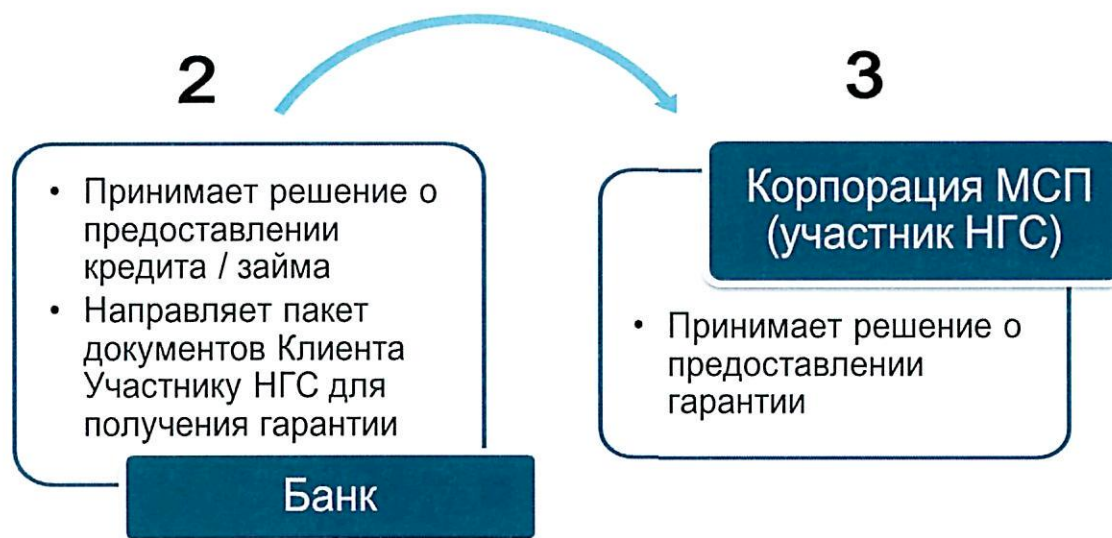 2
• Принимает решение о
предоставлении
кредита / займа
• Направляет пакет
документов Клиента
Участнику НГС для
получения гарантии
Банк
3
Корпорация МСП
(участник НГС)
• Принимает решение о
предоставлении
гарантии